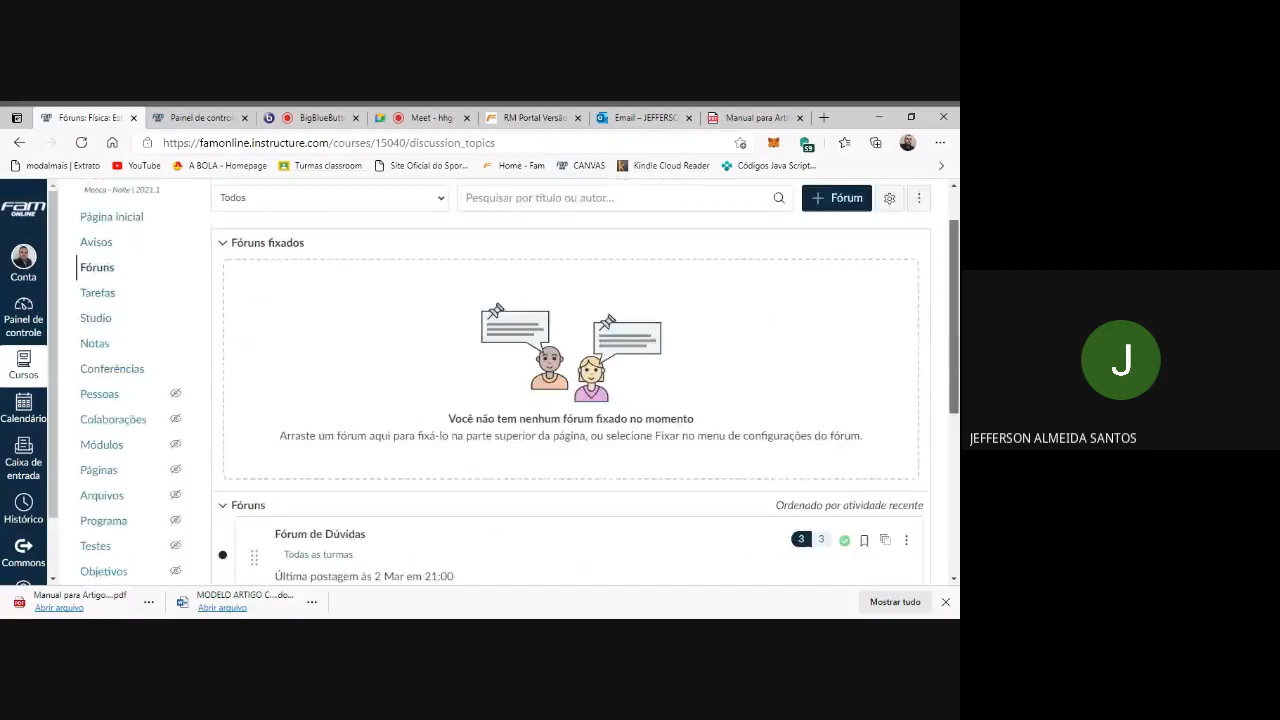 Fóruns: Física: Est
Painel de control
BigBlueButt
Meet - hhg-
RM Portal Versão
Email – JEFFERSO
Manual para Arti
https://famonline.instructure.com/courses/15040/discussion_topics
59
modalmais | Extrato
YouTube
A BOLA - Homepage
Turmas classroom
Site Oficial do Spor...
Home - Fam
CANVAS
Kindle Cloud Reader
Códigos Java Script...
FAM
ONLINE
Conta
Painel de
controle
Cursos
Calendário
Caixa de
entrada
Histórico
Commons
Mooca - Noite | 2021.1
Página inicial
Avisos
Fóruns
Tarefas
Studio
Notas
Conferências
Pessoas
Colaborações
Módulos
Páginas
Arquivos
Programa
Testes
Objetivos
Todos
Pesquisar por título ou autor...
Fórum
Fóruns fixados
Você não tem nenhum fórum fixado no momento
Arraste um fórum aqui para fixá-lo na parte superior da página, ou selecione Fixar no menu de configurações do fórum.
Fóruns
Ordenado por atividade recente
Fórum de Dúvidas
3 3
Todas as turmas
Última postagem às 2 Mar em 21:00
Manual para Artigo....pdf
Abrir arquivo
MODELO ARTIGO C....do...
Abrir arquivo
Mostrar tudo
J
JEFFERSON ALMEIDA SANTOS